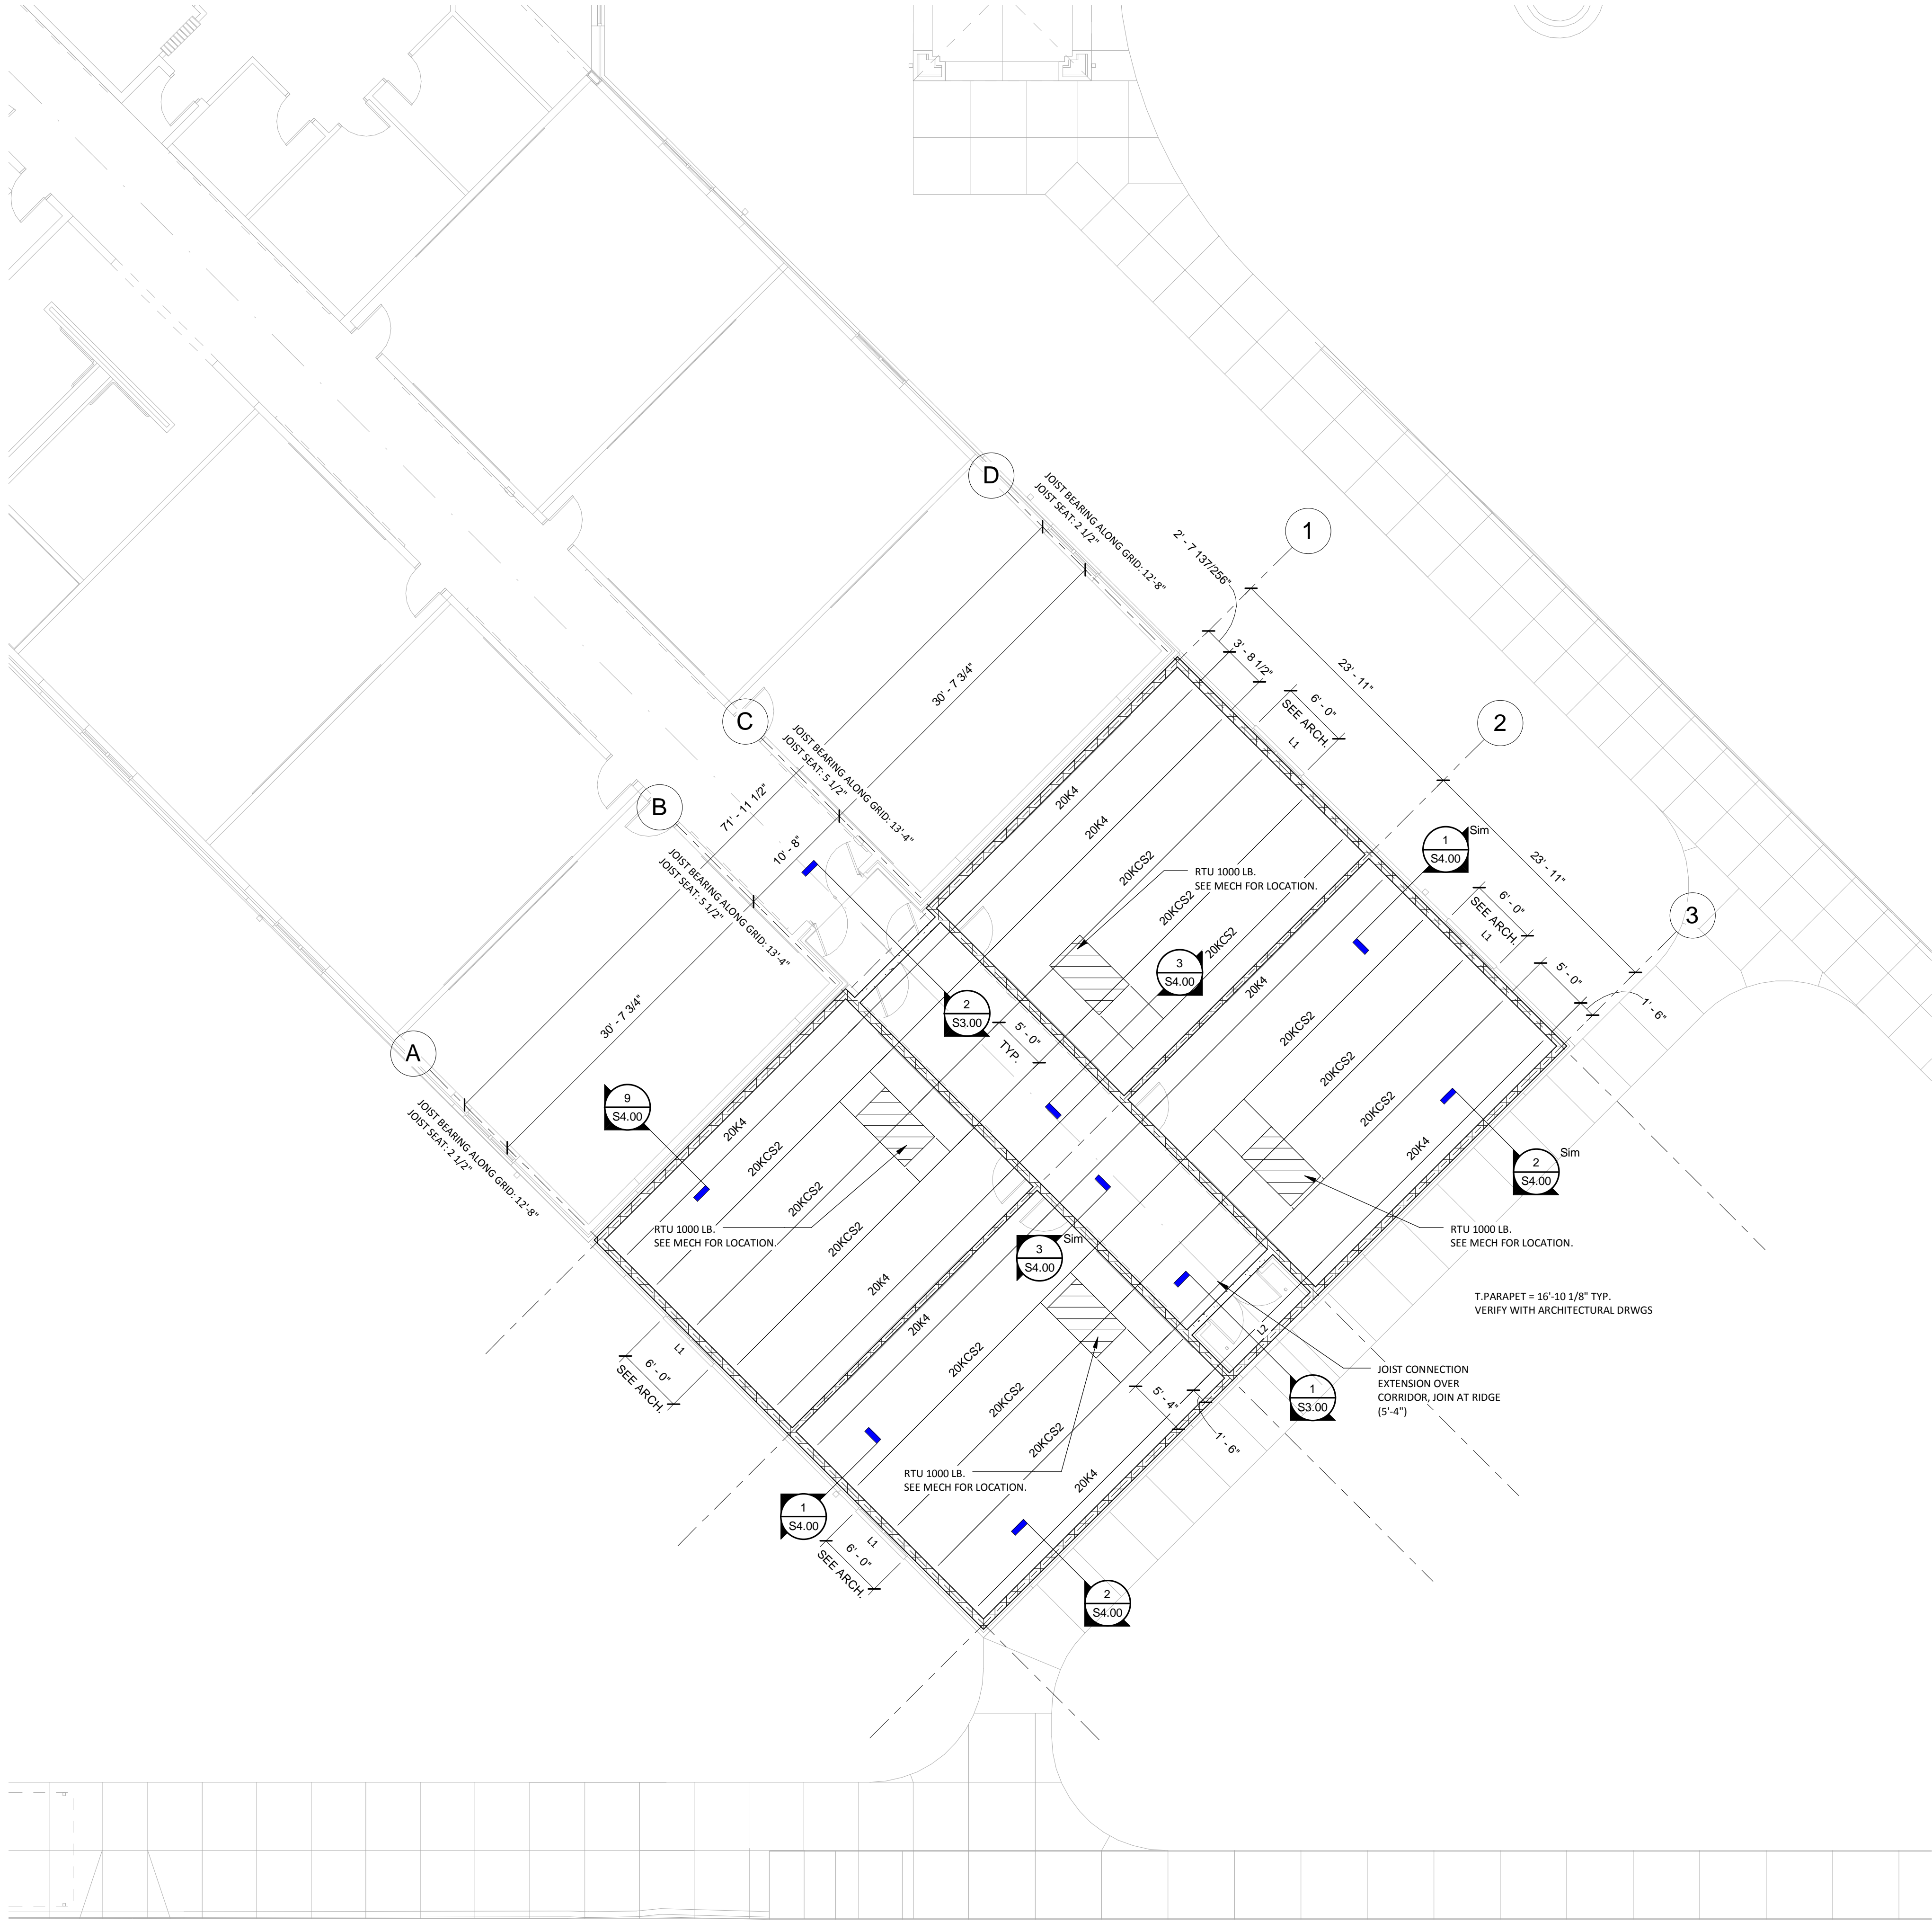 D
JOIST BEARING ALONG GRID: 12'-8"
JOIST SEAT: 2 1/2"
1
2' - 7 137/256"
3' - 8 1/2"
23' - 11"
6' - 0"
SEE ARCH.
L1
2
30' - 7 3/4"
C
JOIST BEARING ALONG GRID: 13'-4"
JOIST SEAT: 5 1/2"
71' - 11 1/2"
B
10' - 8"
JOIST BEARING ALONG GRID: 13'-4"
JOIST SEAT: 5 1/2"
20K4
20K4
20KCS2
20KCS2
20KCS2
RTU 1000 LB.
SEE MECH FOR LOCATION.
1
S4.00
Sim
23' - 11"
6' - 0"
SEE ARCH.
L1
3
5' - 0"
1' - 6"
3
S4.00
20K4
20KCS2
20KCS2
20KCS2
20K4
2
S3.00
5' - 0"
TYP.
30' - 7 3/4"
A
JOIST BEARING ALONG GRID: 12'-8"
JOIST SEAT: 2 1/2"
9
S4.00
20K4
20KCS2
20KCS2
20KCS2
20K4
RTU 1000 LB.
SEE MECH FOR LOCATION.
2
S4.00
Sim
RTU 1000 LB.
SEE MECH FOR LOCATION.
3
S4.00
Sim
T.PARAPET = 16'-10 1/8" TYP.
VERIFY WITH ARCHITECTURAL DRWGS
L2
L1
6' - 0"
SEE ARCH.
20K4
20KCS2
20KCS2
20KCS2
20K4
JOIST CONNECTION
EXTENSION OVER
CORRIDOR, JOIN AT RIDGE
(5'-4")
1
S3.00
5' - 4"
1' - 6"
RTU 1000 LB.
SEE MECH FOR LOCATION.
1
S4.00
L1
6' - 0"
SEE ARCH.
2
S4.00